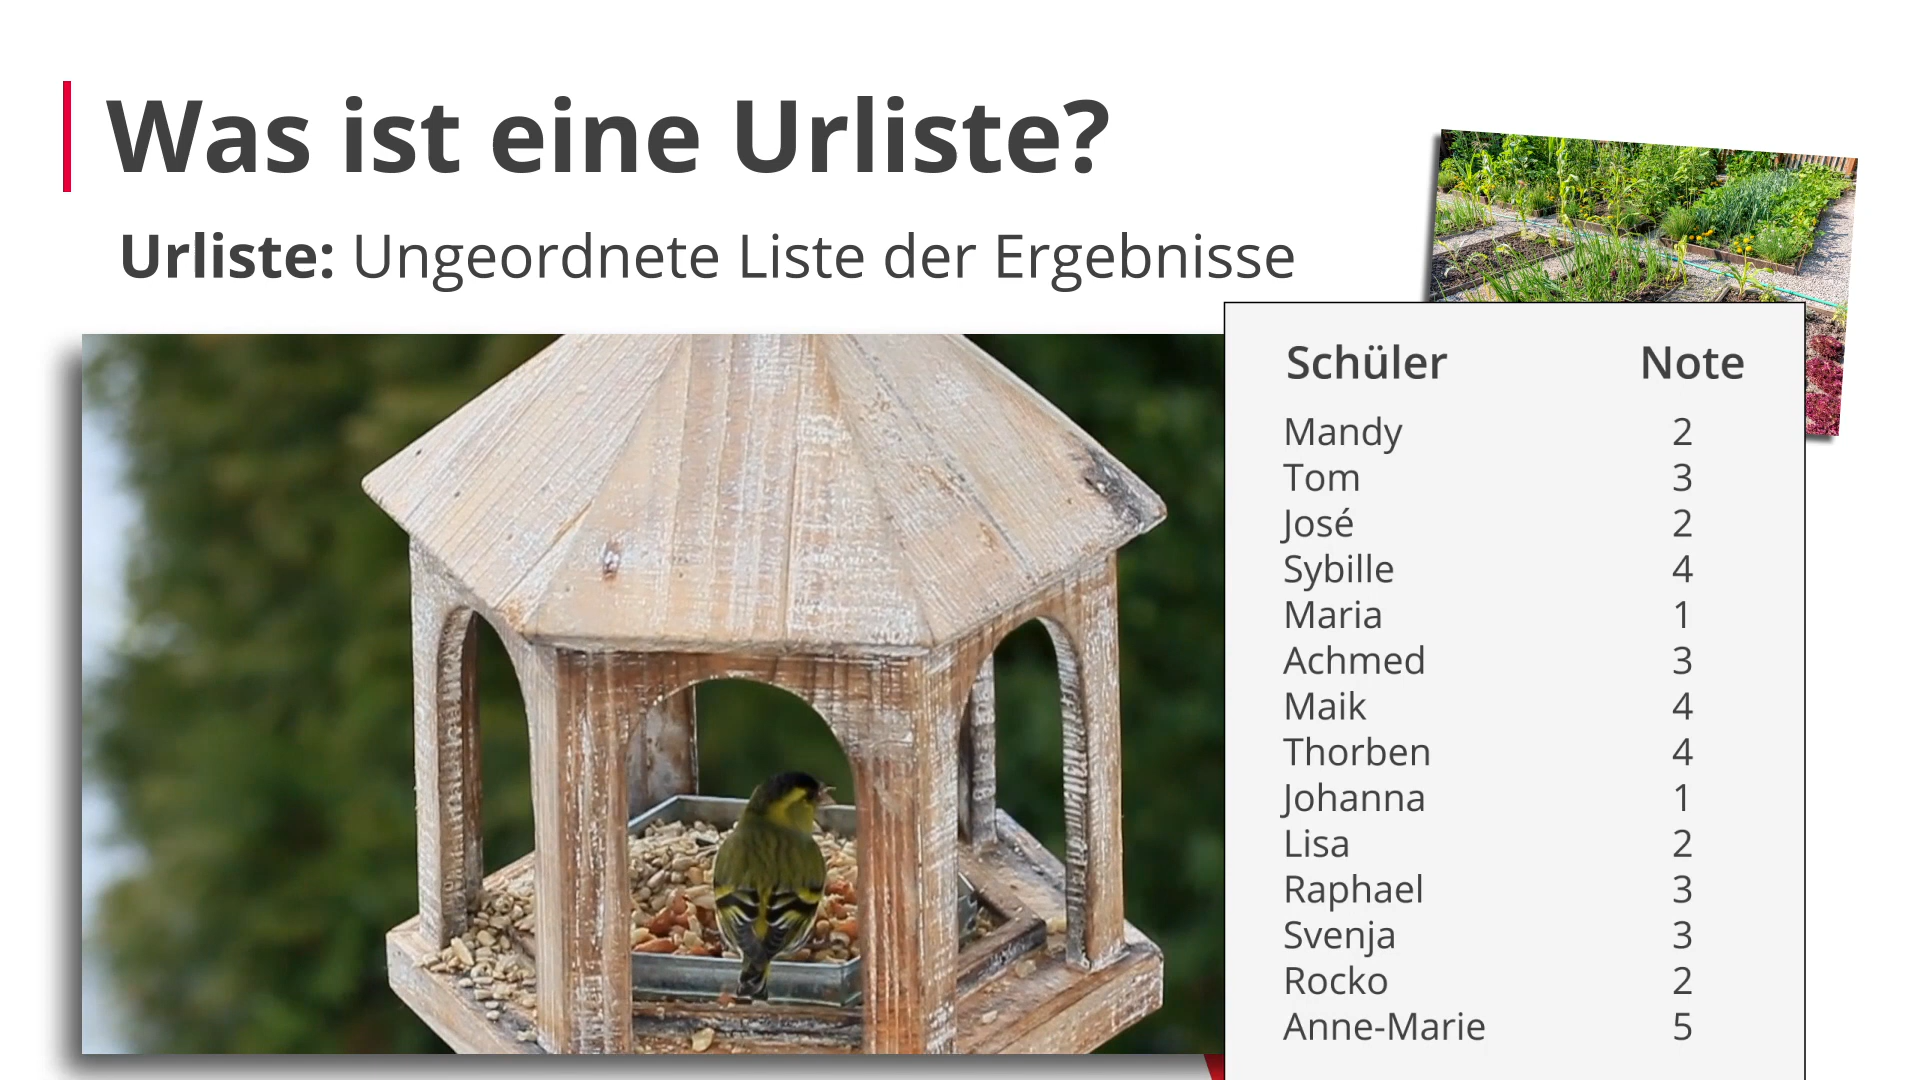 Was ist eine Urliste?
Urliste: Ungeordnete Liste der Ergebnisse
Schüler Note
Mandy 2
Tom 3
José 2
Sybille 4
Maria 1
Achmed 3
Maik 4
Thorben 4
Johanna 1
Lisa 2
Raphael 3
Svenja 3
Rocko 2
Anne-Marie 5